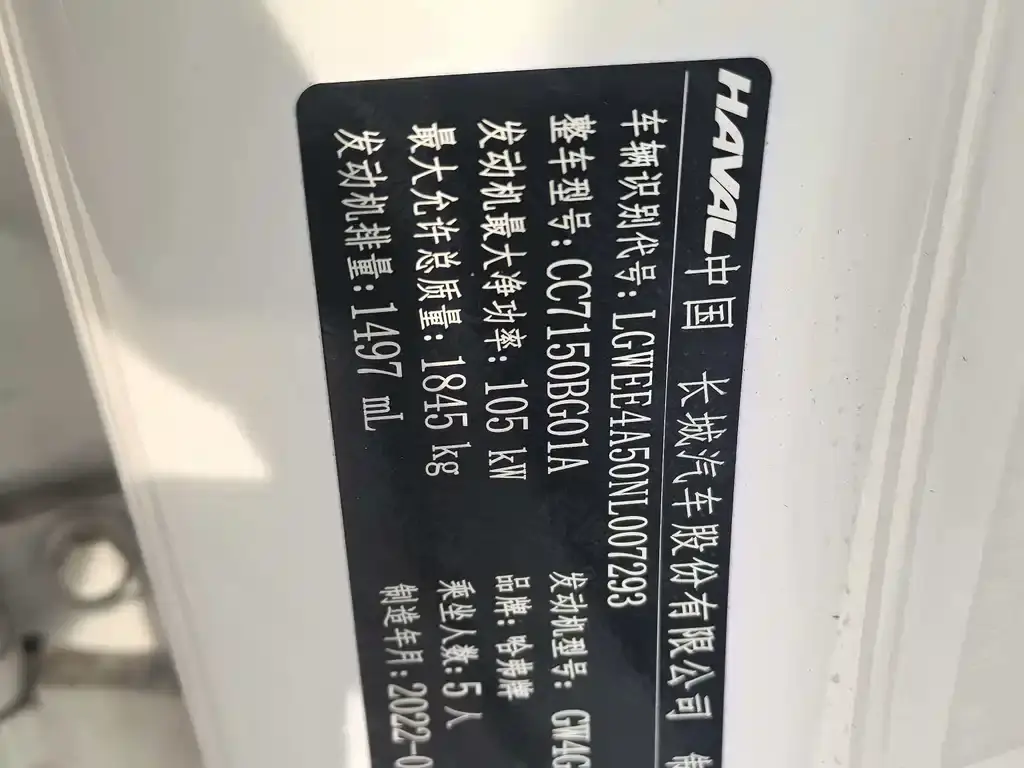 HAVAL 中国 长城汽车股份有限公司
车辆识别代号:LGWEE4A50NL007293
整车型号:CC7150BG01A 发动机型号:GW4G
发动机最大净功率:105 kW 品牌:哈弗牌
最大允许总质量:1845 kg 乘坐人数:5人
发动机排量:1497 mL 制造年月:2022-0